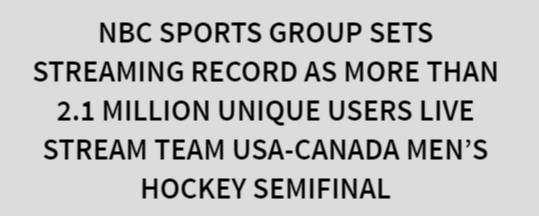 NBC SPORTS GROUP SETS
STREAMING RECORD AS MORE THAN
2.1 MILLION UNIQUE USERS LIVE
STREAM TEAM USA-CANADA MEN’S
HOCKEY SEMIFINAL